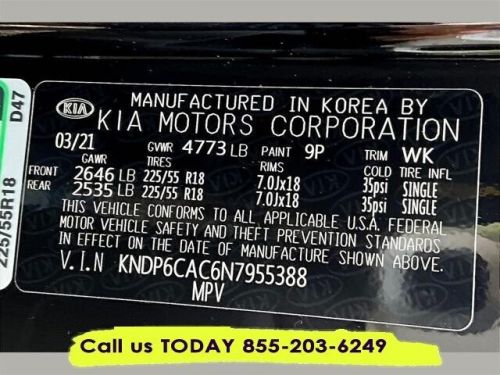 MANUFACTURED IN KOREA BY
KIA
KIA MOTORS CORPORATION
03/21 GVWR 4773 LB PAINT 9P TRIM WK
GAWR TIRES RIMS COLD TIRE INFL
FRONT 2646 LB 225/55 R18 7.0Jx18 35psi SINGLE
REAR 2535 LB 225/55 R18 7.0Jx18 35psi SINGLE
THIS VEHICLE CONFORMS TO ALL APPLICABLE U.S.A. FEDERAL
MOTOR VEHICLE SAFETY AND THEFT PREVENTION STANDARDS
IN EFFECT ON THE DATE OF MANUFACTURE SHOWN ABOVE.
V.I.N KNDP6CAC6N7955388
MPV
D47
225/55R18
Call us TODAY 855-203-6249